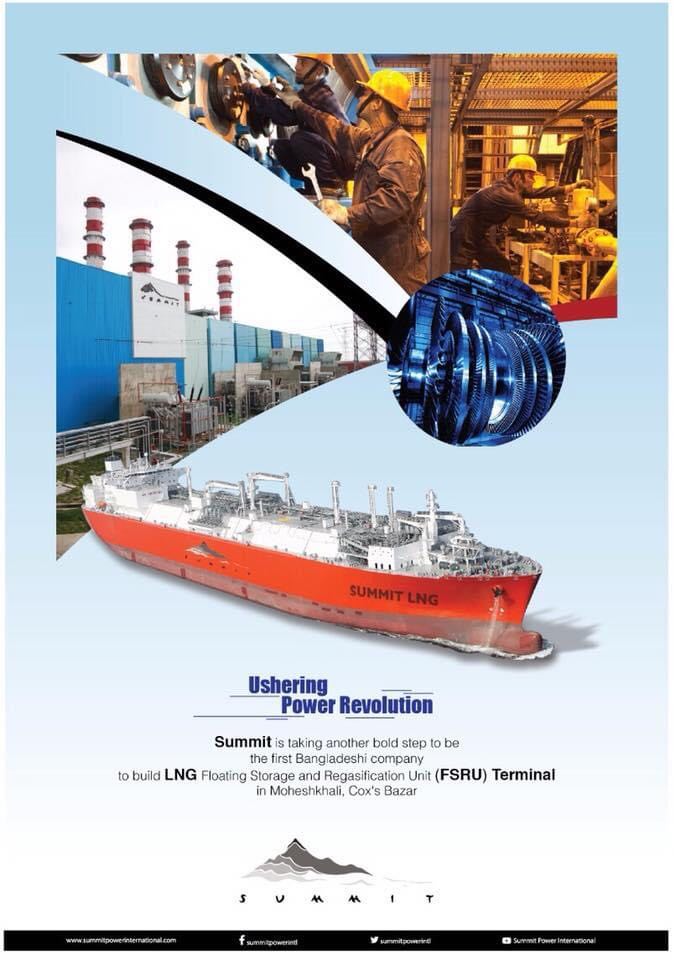 SUMMIT
SUMMIT LNG
Ushering
Power Revolution
Summit is taking another bold step to be
the first Bangladeshi company
to build LNG Floating Storage and Regasification Unit (FSRU) Terminal
in Moheshkhali, Cox's Bazar
SUMMIT
www.summitpowerinternational.com
summitpowerintl
summitpowerintl
Summit Power International